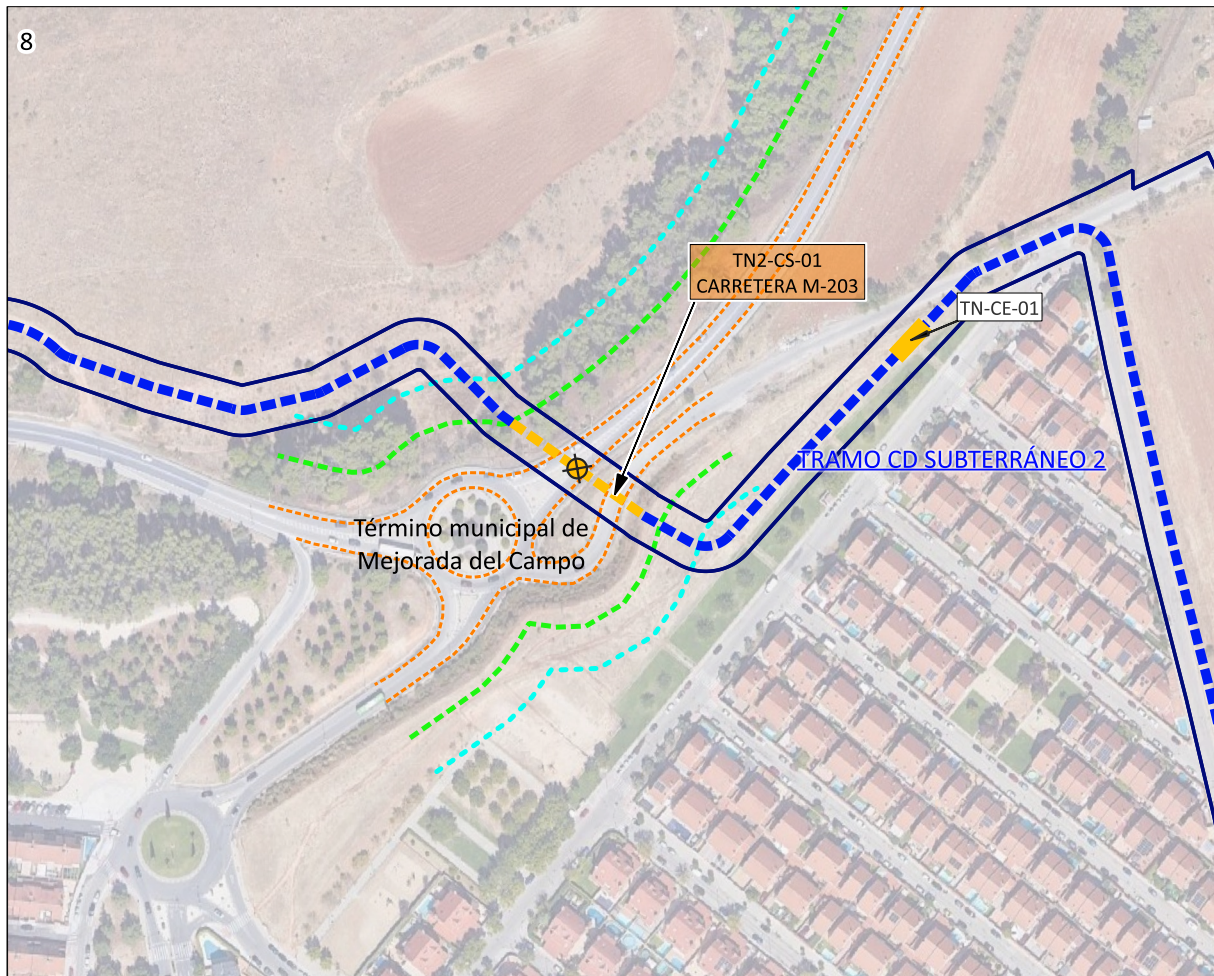 8
TN2-CS-01
CARRETERA M-203
TN-CE-01
TRAMO CD SUBTERRÁNEO 2
Término municipal de
Mejorada del Campo